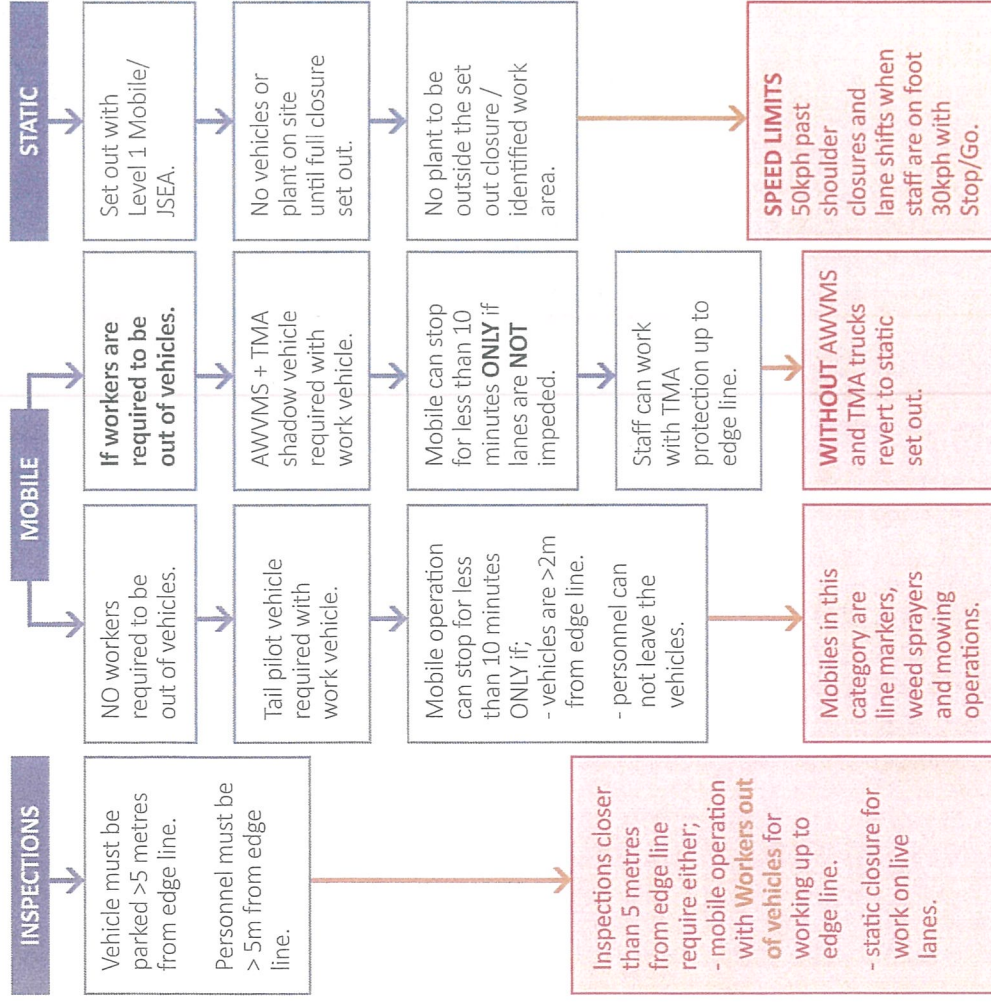 INSPECTIONS
Vehicle must be
parked >5 metres
from edge line.
Personnel must be
> 5m from edge
line.
Inspections closer
than 5 metres
from edge line
require either;
- mobile operation
with Workers out
of vehicles for
working up to
edge line.
- static closure for
work on live
lanes.
MOBILE
NO workers
required to be
out of vehicles.
Tail pilot vehicle
required with
work vehicle.
Mobile operation
can stop for less
than 10 minutes
ONLY if;
- vehicles are >2m
from edge line.
- personnel can
not leave the
vehicles.
Mobiles in this
category are
line markers,
weed sprayers
and mowing
operations.
If workers are
required to be
out of vehicles.
AWVMS + TMA
shadow vehicle
required with
work vehicle.
Mobile can stop
for less than 10
minutes ONLY if
lanes are NOT
impeded.
Staff can work
with TMA
protection up to
edge line.
WITHOUT AWVMS
and TMA trucks
revert to static
set out.
STATIC
Set out with
Level 1 Mobile/
JSEA.
No vehicles or
plant on site
until full closure
set out.
No plant to be
outside the set
out closure /
identified work
area.
SPEED LIMITS
50kph past
shoulder
closures and
lane shifts when
staff are on foot
30kph with
Stop/Go.